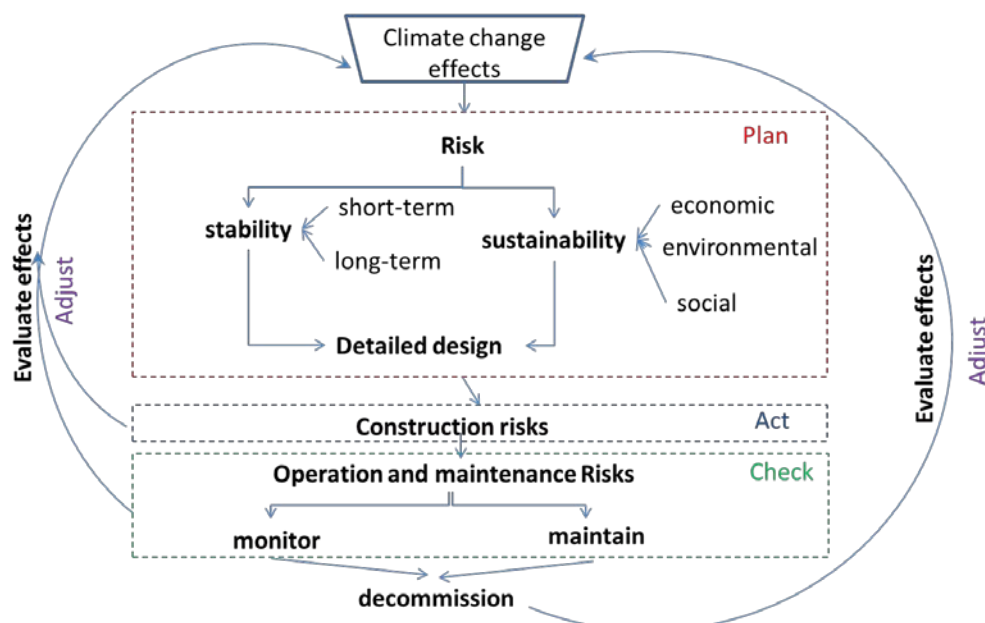 Climate change
effects
Plan
Risk
short-term
stability
long-term
economic
sustainability
environmental
social
Detailed design
Evaluate effects
Adjust
Evaluate effects
Adjust
Act
Construction risks
Check
Operation and maintenance Risks
monitor
maintain
decommission